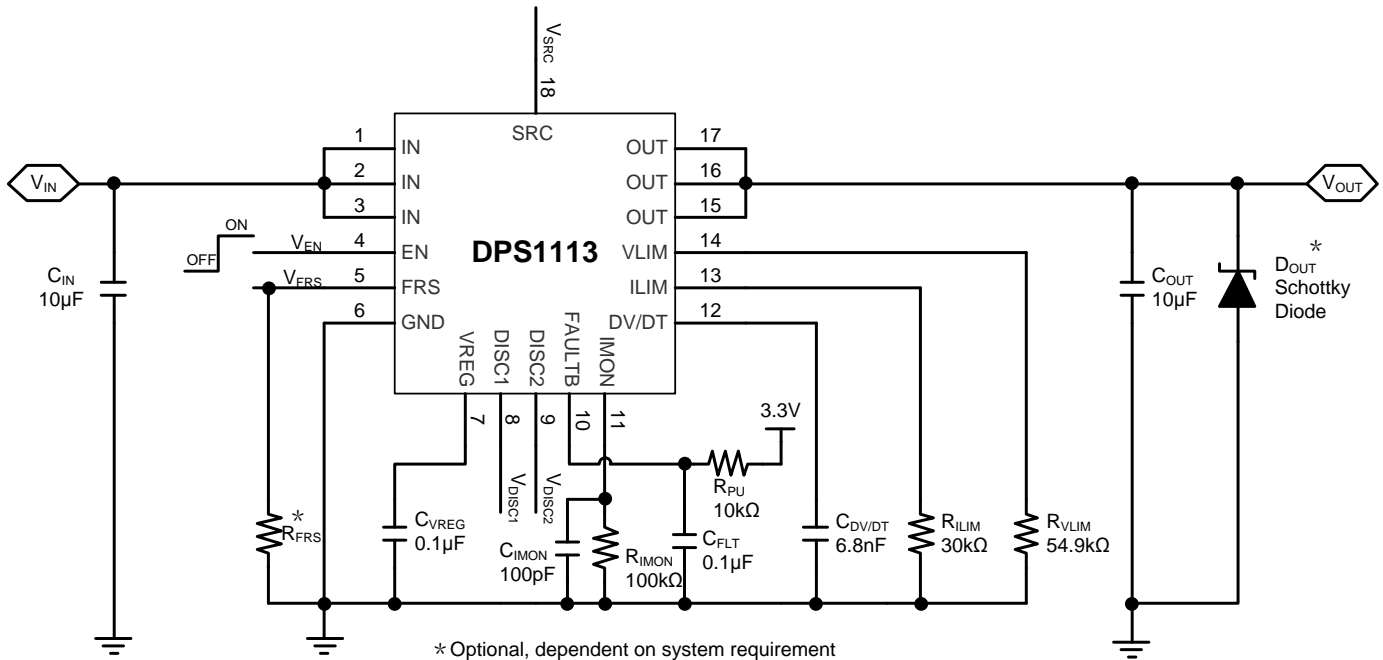 VSRC
18
SRC
1
IN
2
IN
3
IN
4
EN
5
FRS
6
GND
17
OUT
16
OUT
15
OUT
14
VLIM
13
ILIM
12
DV/DT
DPS1113
VREG
DISC1
DISC2
FAULTB
IMON
7
8
9
10
11
VIN
VOUT
ON
OFF
VEN
VFRS
CIN
10µF
COUT
10µF
*
DOUT
Schottky
Diode
3.3V
VDISC1
VDISC2
RPU
10kΩ
*
RFRS
CVREG
0.1µF
CIMON
100pF
RIMON
100kΩ
CFLT
0.1µF
CDV/DT
6.8nF
RILIM
30kΩ
RVLIM
54.9kΩ
* Optional, dependent on system requirement